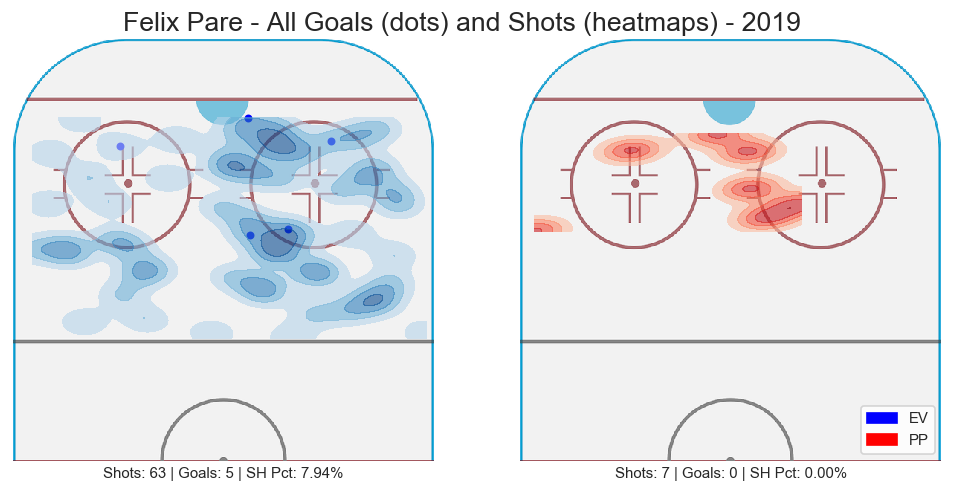 Felix Pare - All Goals (dots) and Shots (heatmaps) - 2019
EV
PP
Shots: 63 | Goals: 5 | SH Pct: 7.94%
Shots: 7 | Goals: 0 | SH Pct: 0.00%